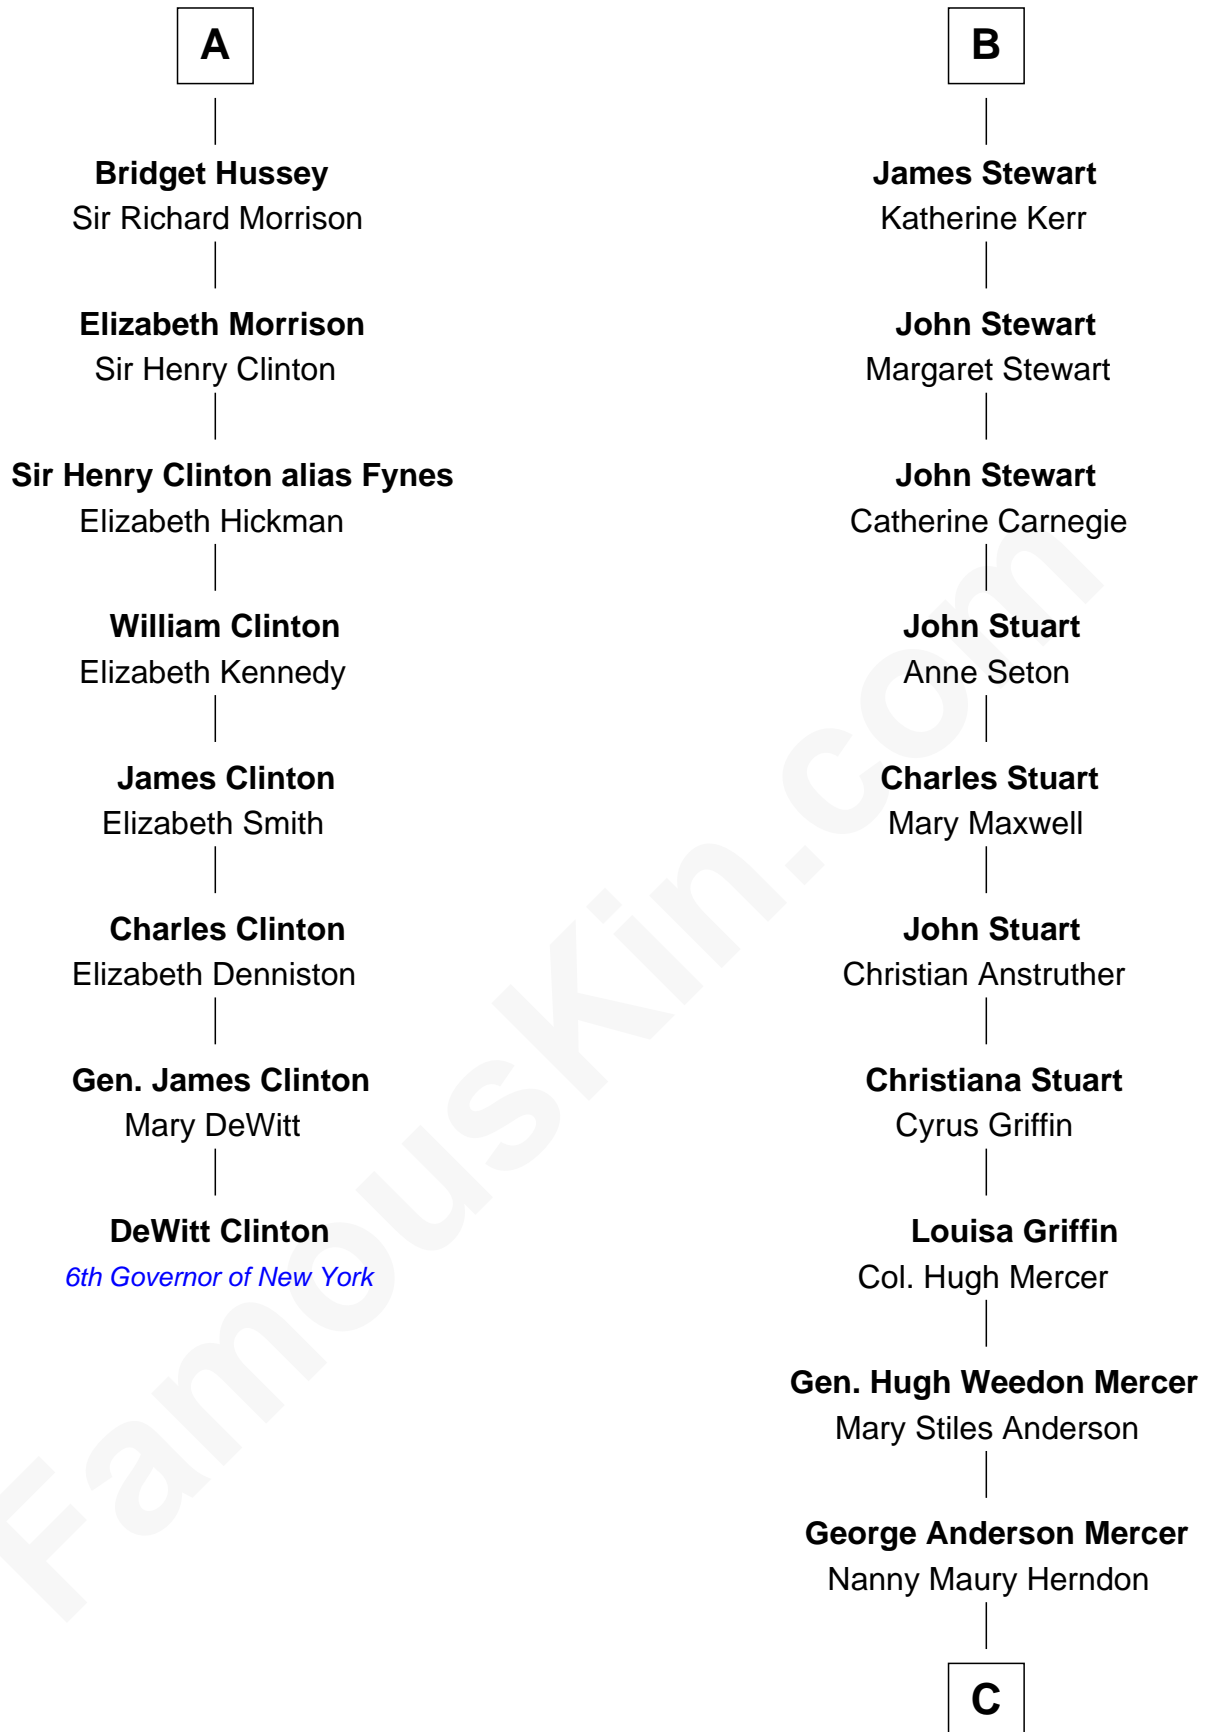 A
Bridget Hussey
Sir Richard Morrison
Elizabeth Morrison
Sir Henry Clinton
Sir Henry Clinton alias Fynes
Elizabeth Hickman
William Clinton
Elizabeth Kennedy
James Clinton
Elizabeth Smith
Charles Clinton
Elizabeth Denniston
Gen. James Clinton
Mary DeWitt
DeWitt Clinton
6th Governor of New York
B
James Stewart
Katherine Kerr
John Stewart
Margaret Stewart
John Stewart
Catherine Carnegie
John Stuart
Anne Seton
Charles Stuart
Mary Maxwell
John Stuart
Christian Anstruther
Christiana Stuart
Cyrus Griffin
Louisa Griffin
Col. Hugh Mercer
Gen. Hugh Weedon Mercer
Mary Stiles Anderson
George Anderson Mercer
Nanny Maury Herndon
C
FamousKin.com